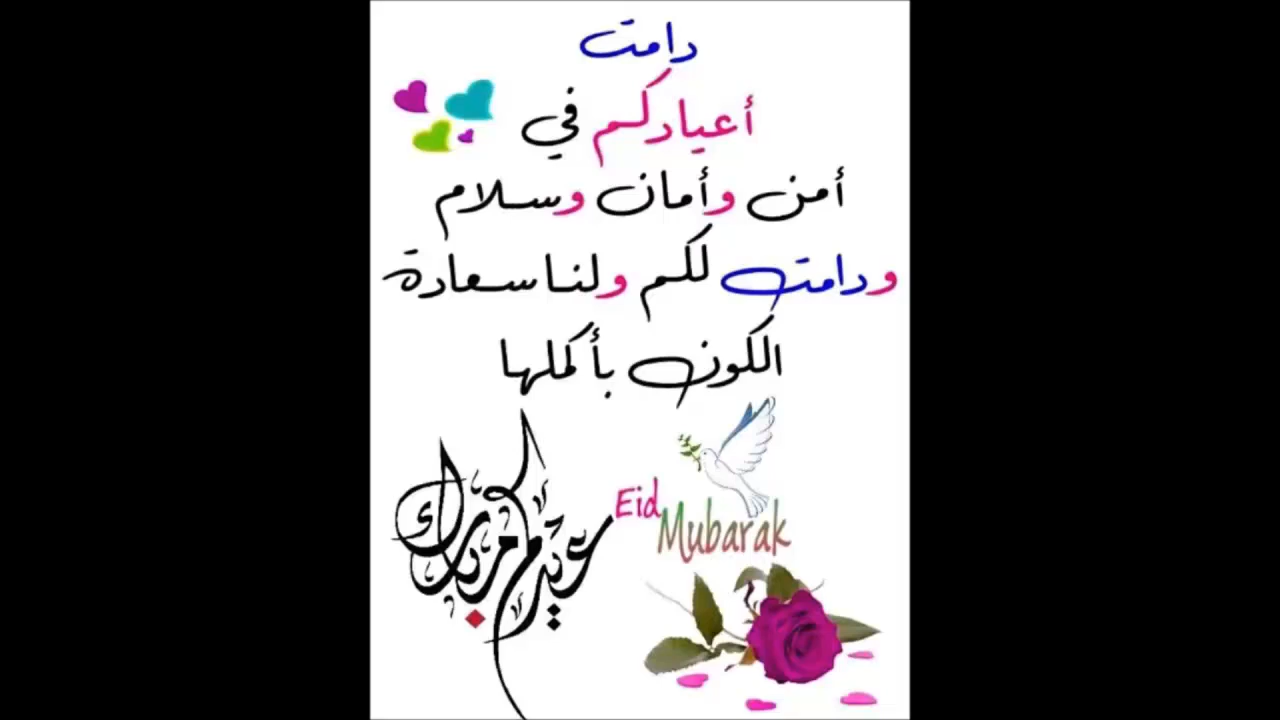 دامت
أعيادكم في
أمن وأمان وسلام
ودامت لكم ولنا سعادة
الكون بأكملها
عيدكم مبارك
Eid
Mubarak